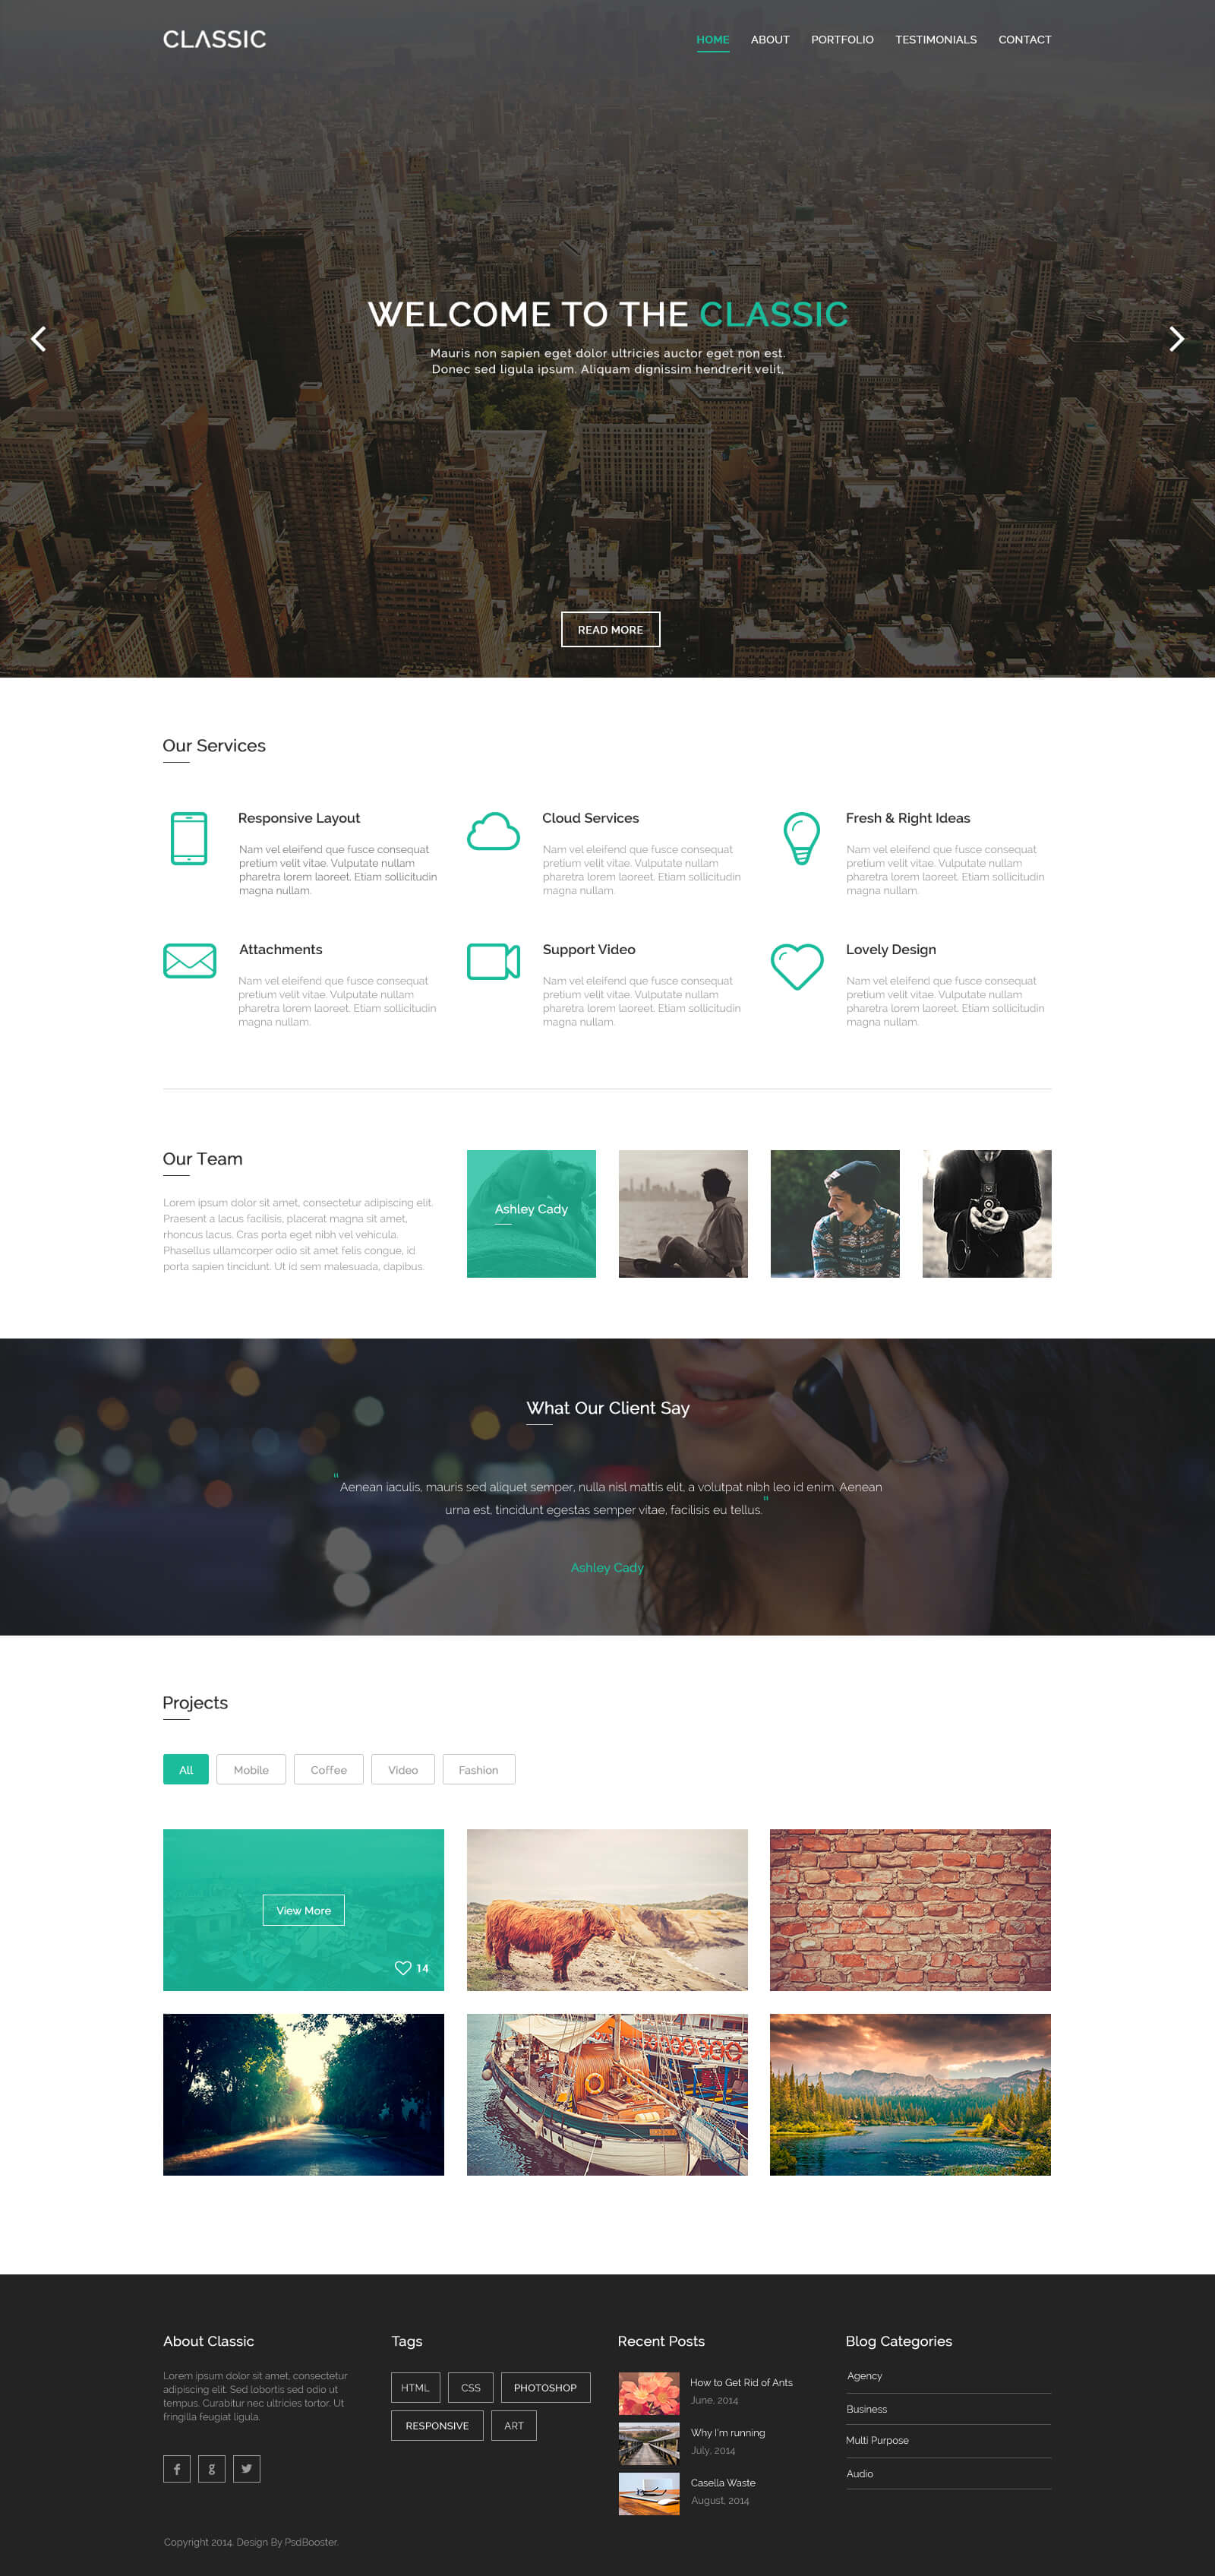 CLASSIC
HOME ABOUT PORTFOLIO TESTIMONIALS CONTACT
WELCOME TO THE CLASSIC
Mauris non sapien eget dolor ultricies auctor eget non est.
Donec sed ligula ipsum. Aliquam dignissim hendrerit velit,
READ MORE
Our Services
Responsive Layout
Nam vel eleifend que fusce consequat
pretium velit vitae. Vulputate nullam
pharetra lorem laoreet. Etiam sollicitudin
magna nullam.
Cloud Services
Nam vel eleifend que fusce consequat
pretium velit vitae. Vulputate nullam
pharetra lorem laoreet. Etiam sollicitudin
magna nullam.
Fresh & Right Ideas
Nam vel eleifend que fusce consequat
pretium velit vitae. Vulputate nullam
pharetra lorem laoreet. Etiam sollicitudin
magna nullam.
Attachments
Nam vel eleifend que fusce consequat
pretium velit vitae. Vulputate nullam
pharetra lorem laoreet. Etiam sollicitudin
magna nullam.
Support Video
Nam vel eleifend que fusce consequat
pretium velit vitae. Vulputate nullam
pharetra lorem laoreet. Etiam sollicitudin
magna nullam.
Lovely Design
Nam vel eleifend que fusce consequat
pretium velit vitae. Vulputate nullam
pharetra lorem laoreet. Etiam sollicitudin
magna nullam.
Our Team
Lorem ipsum dolor sit amet, consectetur adipiscing elit.
Praesent a lacus facilisis, placerat magna sit amet,
rhoncus lacus. Cras porta eget nibh vel vehicula.
Phasellus ullamcorper odio sit amet felis congue, id
porta sapien tincidunt. Ut id sem malesuada, dapibus.
Ashley Cady
What Our Client Say
"Aenean iaculis, mauris sed aliquet semper, nulla nisl mattis elit, a volutpat nibh leo id enim. Aenean
urna est, tincidunt egestas semper vitae, facilisis eu tellus."
Ashley Cady
Projects
All Mobile Coffee Video Fashion
View More
14
About Classic
Lorem ipsum dolor sit amet, consectetur
adipiscing elit. Sed lobortis sed odio ut
tempus. Curabitur nec ultricies tortor. Ut
fringilla feugiat ligula.
f g
Tags
HTML CSS PHOTOSHOP
RESPONSIVE ART
Recent Posts
How to Get Rid of Ants
June, 2014
Why I'm running
July, 2014
Casella Waste
August, 2014
Blog Categories
Agency
Business
Multi Purpose
Audio
Copyright 2014. Design By PsdBooster.